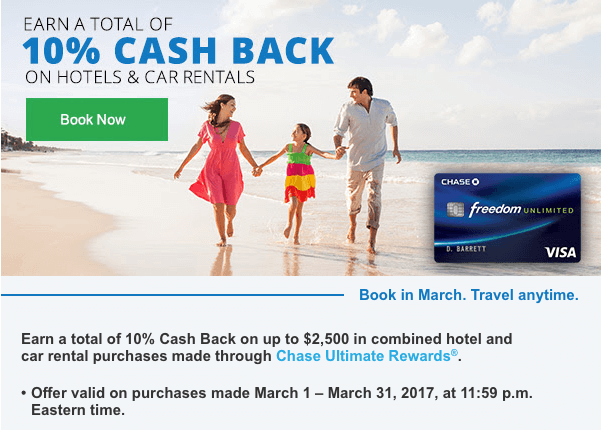 EARN A TOTAL OF
10% CASH BACK
ON HOTELS & CAR RENTALS
Book Now
CHASE
freedom UNLIMITED
D. BARRETT
VISA
Book in March. Travel anytime.
Earn a total of 10% Cash Back on up to $2,500 in combined hotel and
car rental purchases made through Chase Ultimate Rewards®.
• Offer valid on purchases made March 1 – March 31, 2017, at 11:59 p.m.
Eastern time.